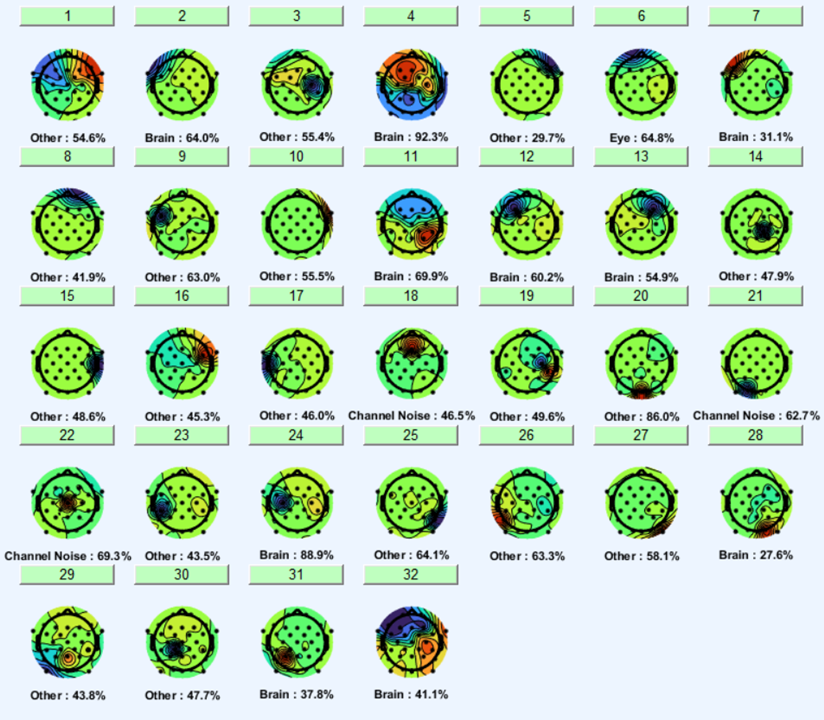 1 2 3 4 5 6 7
Other : 54.6% Brain : 64.0% Other : 55.4% Brain : 92.3% Other : 29.7% Eye : 64.8% Brain : 31.1%
8 9 10 11 12 13 14
Other : 41.9% Other : 63.0% Other : 55.5% Brain : 69.9% Brain : 60.2% Brain : 54.9% Other : 47.9%
15 16 17 18 19 20 21
Other : 48.6% Other : 45.3% Other : 46.0% Channel Noise : 46.5% Other : 49.6% Other : 86.0% Channel Noise : 62.7%
22 23 24 25 26 27 28
Channel Noise : 69.3% Other : 43.5% Brain : 88.9% Other : 64.1% Other : 63.3% Other : 58.1% Brain : 27.6%
29 30 31 32
Other : 43.8% Other : 47.7% Brain : 37.8% Brain : 41.1%